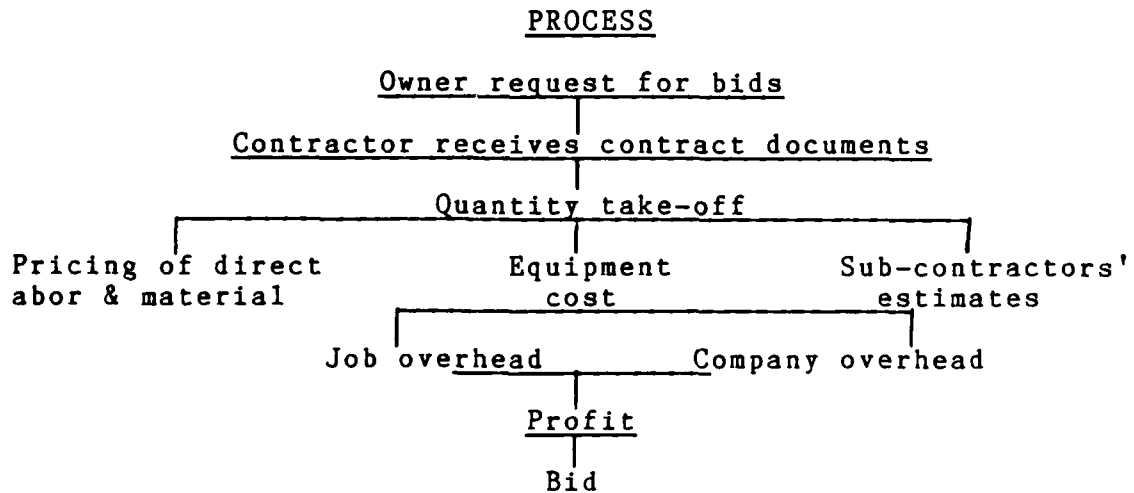 PROCESS
Owner request for bids
Contractor receives contract documents
Quantity take-off
Pricing of direct
abor & material
Equipment
cost
Sub-contractors'
estimates
Job overhead
Company overhead
Profit
Bid